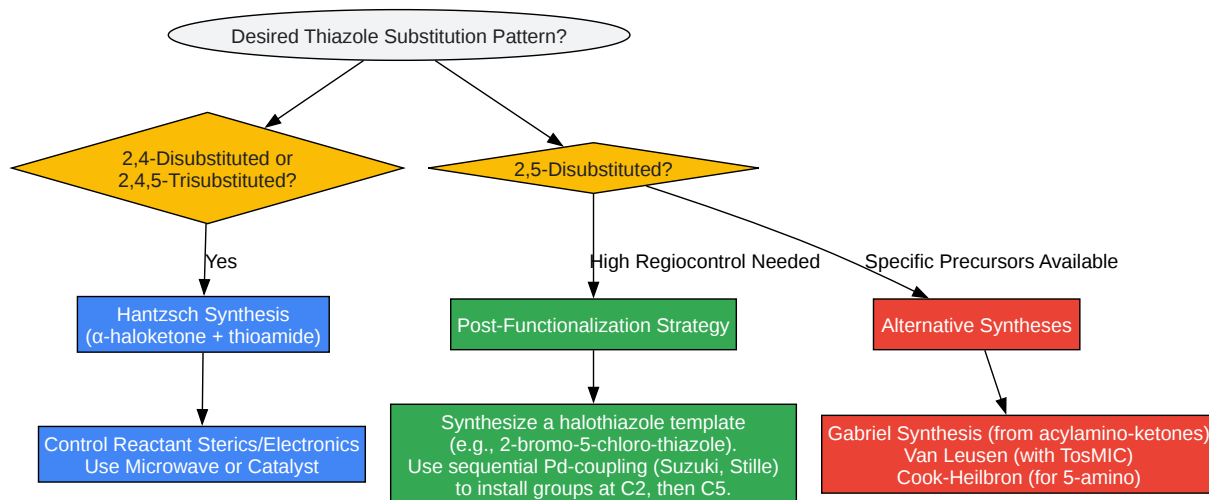 Desired Thiazole Substitution Pattern?
2,4-Disubstituted or
2,4,5-Trisubstituted?
2,5-Disubstituted?
Yes
High Regiocontrol Needed
Specific Precursors Available
Hantzsch Synthesis
(α-haloketone + thioamide)
Post-Functionalization Strategy
Alternative Syntheses
Control Reactant Sterics/Electronics
Use Microwave or Catalyst
Synthesize a halothiazole template
(e.g., 2-bromo-5-chloro-thiazole).
Use sequential Pd-coupling (Suzuki, Stille)
to install groups at C2, then C5.
Gabriel Synthesis (from acylamino-ketones)
Van Leusen (with TosMIC)
Cook-Heilbron (for 5-amino)